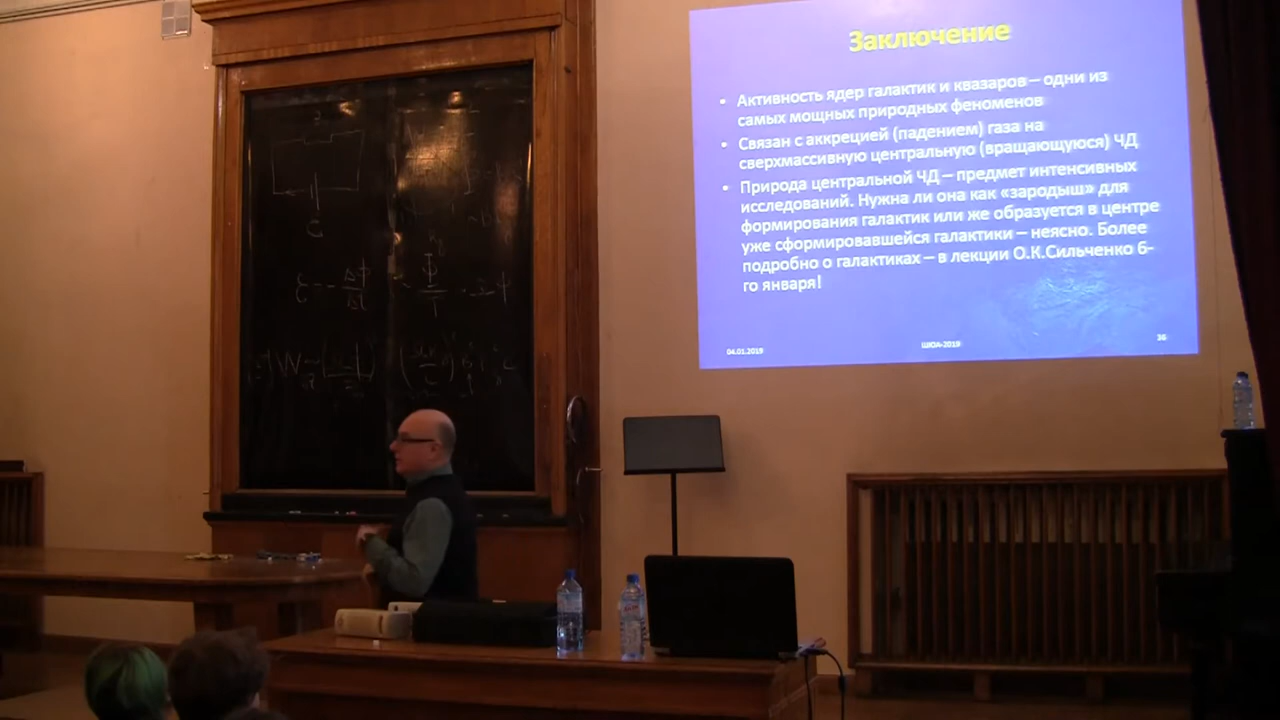 Заключение
• Активность ядер галактик и квазаров – одни из
самых мощных природных феноменов
• Связан с аккрецией (падением) газа на
сверхмассивную центральную (вращающуюся) ЧД
• Природа центральной ЧД – предмет интенсивных
исследований. Нужна ли она как «зародыш» для
формирования галактик или же образуется в центре
уже сформировавшейся галактики – неясно. Более
подробно о галактиках – в лекции О.К.Сильченко 6-
го января!
04.01.2019
ШЮА-2019
36